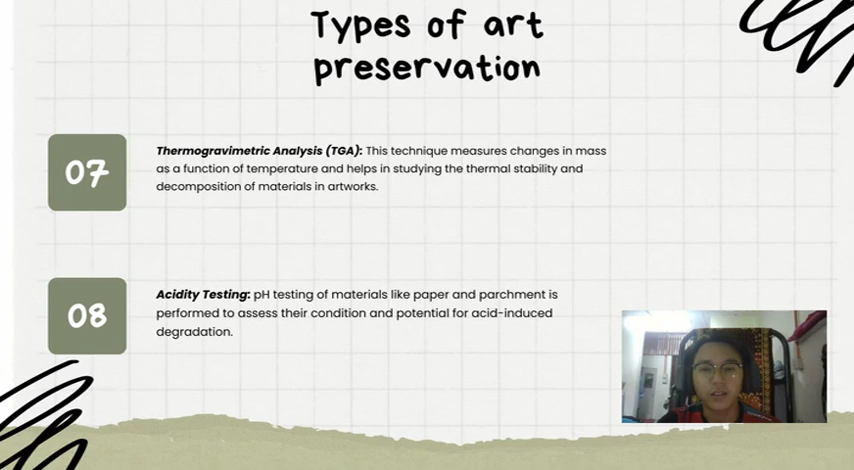 Types of art
preservation
07
Thermogravimetric Analysis (TGA): This technique measures changes in mass
as a function of temperature and helps in studying the thermal stability and
decomposition of materials in artworks.
08
Acidity Testing: pH testing of materials like paper and parchment is
performed to assess their condition and potential for acid-induced
degradation.